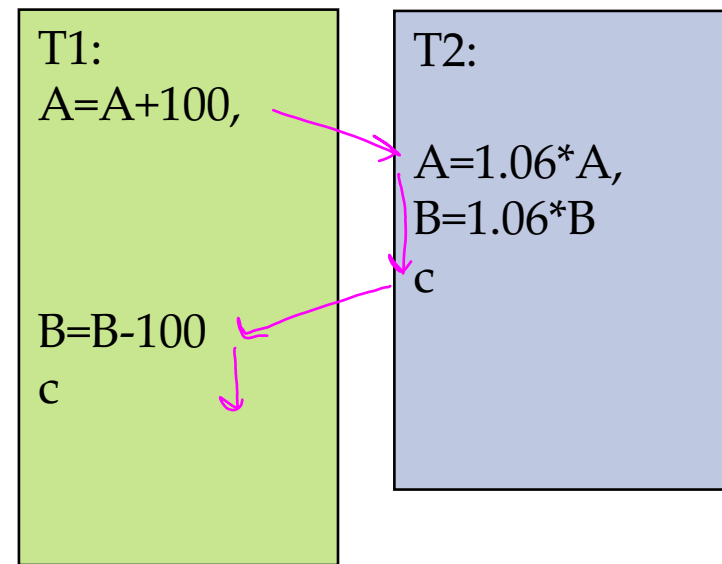 T1:
A=A+100,
B=B-100
c
T2:
A=1.06*A,
B=1.06*B
c